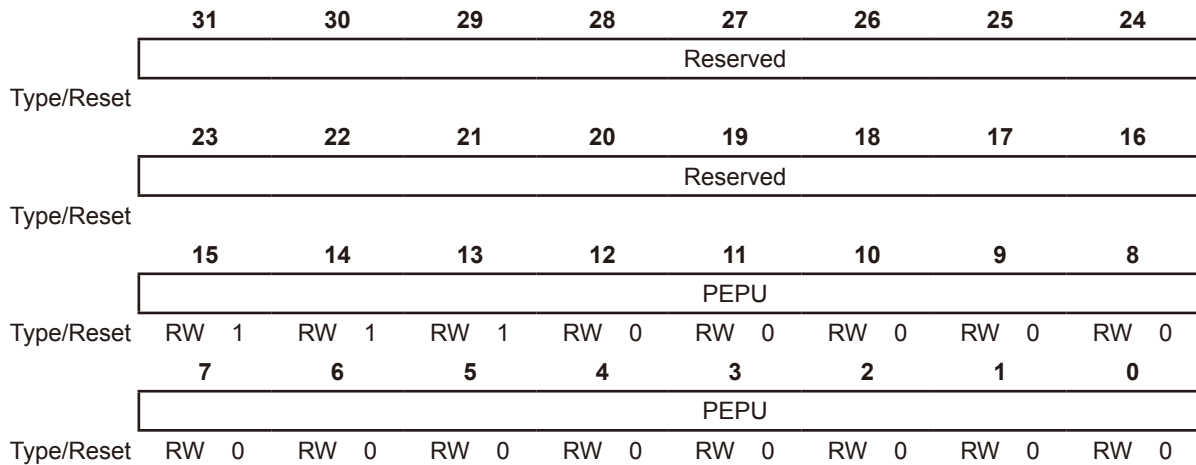 31 30 29 28 27 26 25 24
Reserved
Type/Reset
23 22 21 20 19 18 17 16
Reserved
Type/Reset
15 14 13 12 11 10 9 8
PEPU
Type/Reset RW 1 RW 1 RW 1 RW 0 RW 0 RW 0 RW 0 RW 0
7 6 5 4 3 2 1 0
PEPU
Type/Reset RW 0 RW 0 RW 0 RW 0 RW 0 RW 0 RW 0 RW 0